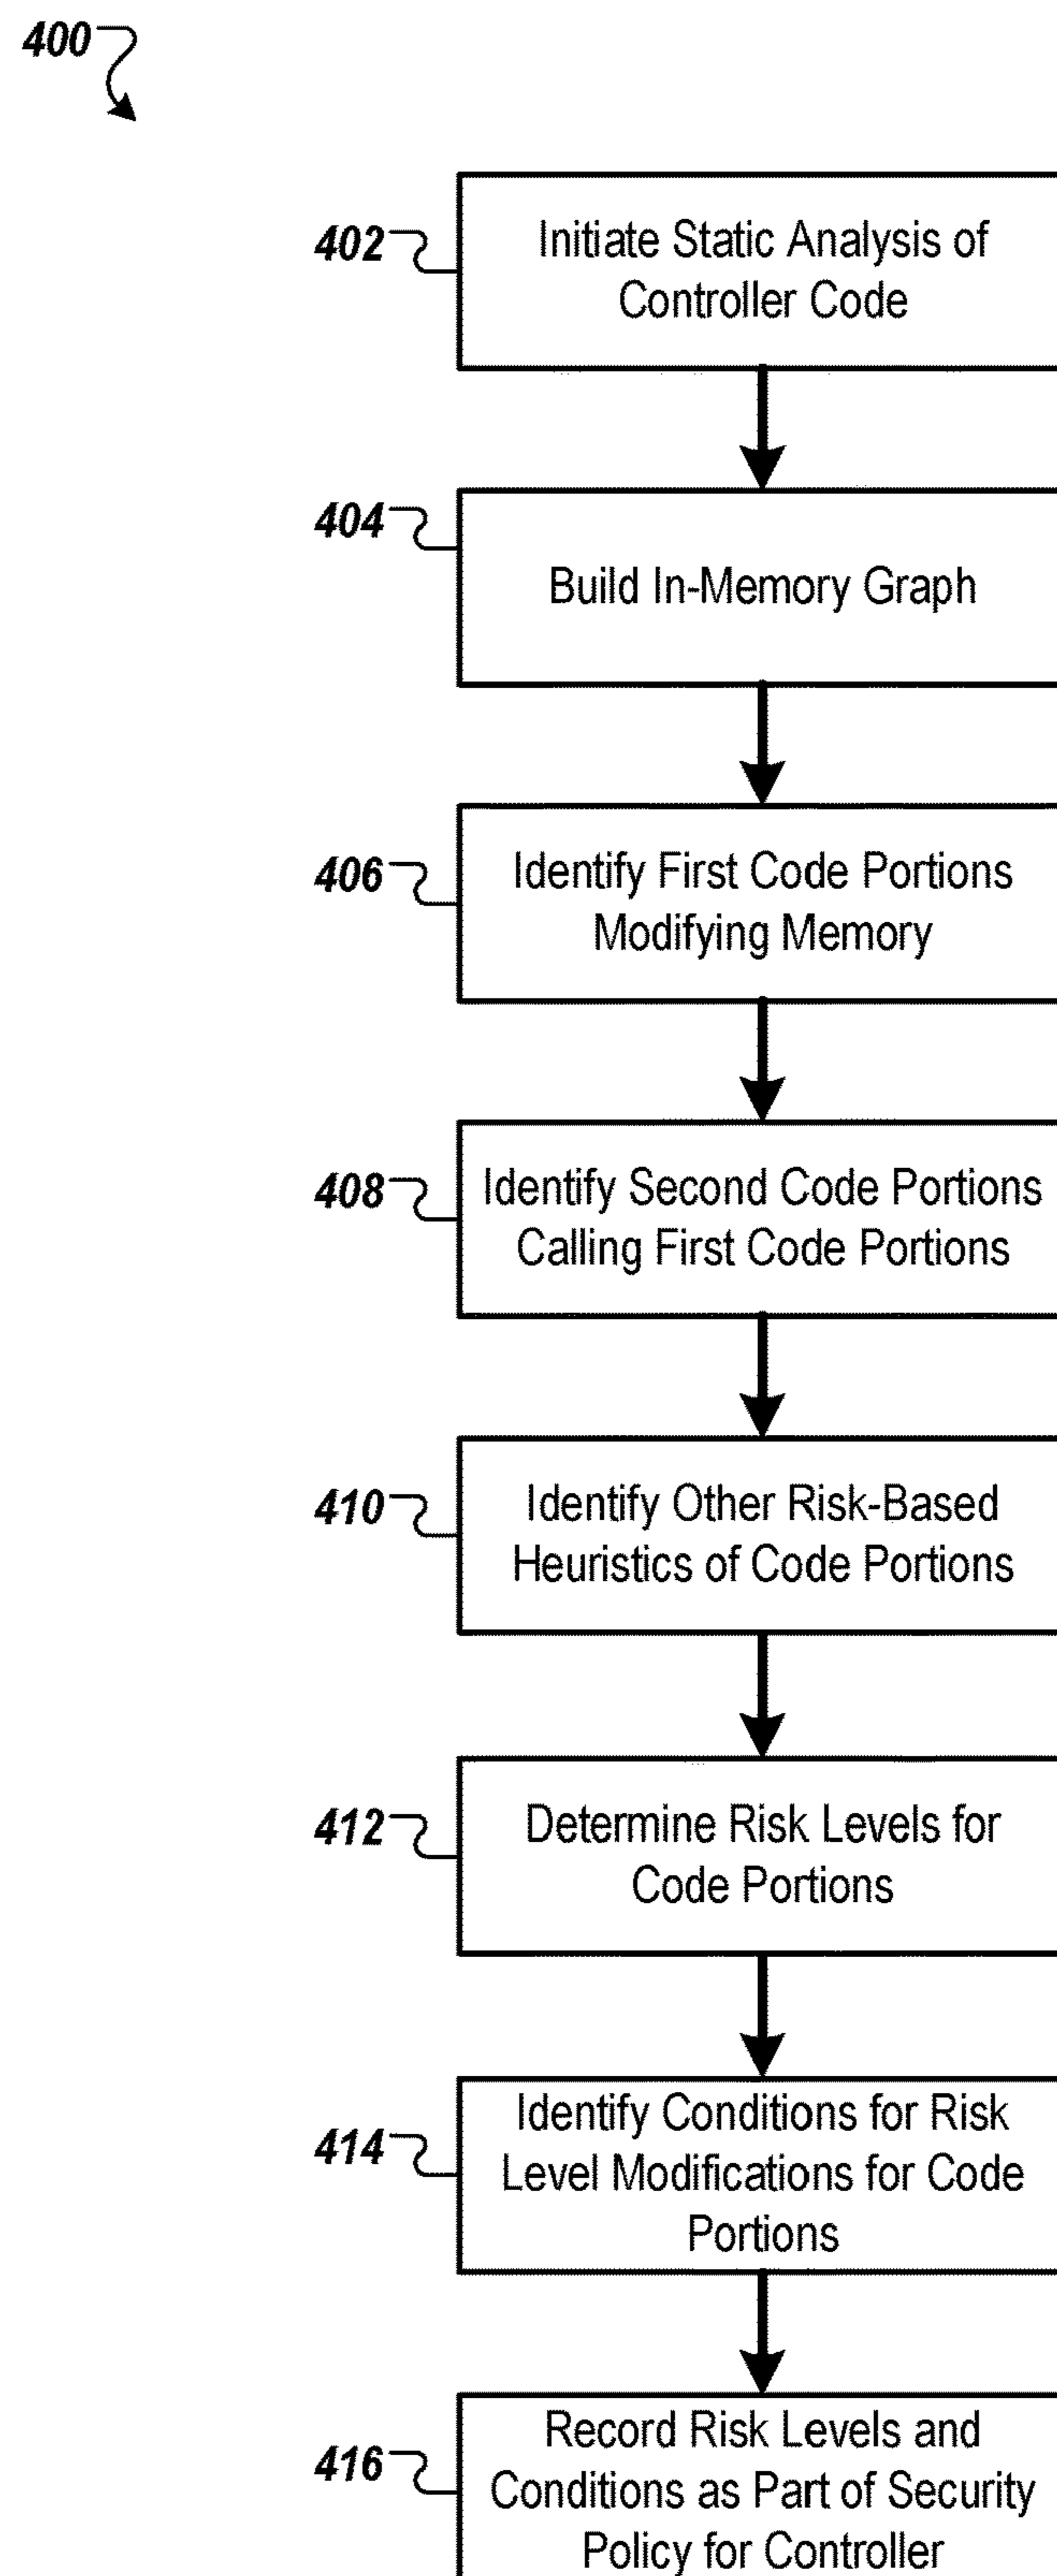 400
402
Initiate Static Analysis of
Controller Code
404
Build In-Memory Graph
406
Identify First Code Portions
Modifying Memory
408
Identify Second Code Portions
Calling First Code Portions
410
Identify Other Risk-Based
Heuristics of Code Portions
412
Determine Risk Levels for
Code Portions
414
Identify Conditions for Risk
Level Modifications for Code
Portions
416
Record Risk Levels and
Conditions as Part of Security
Policy for Controller